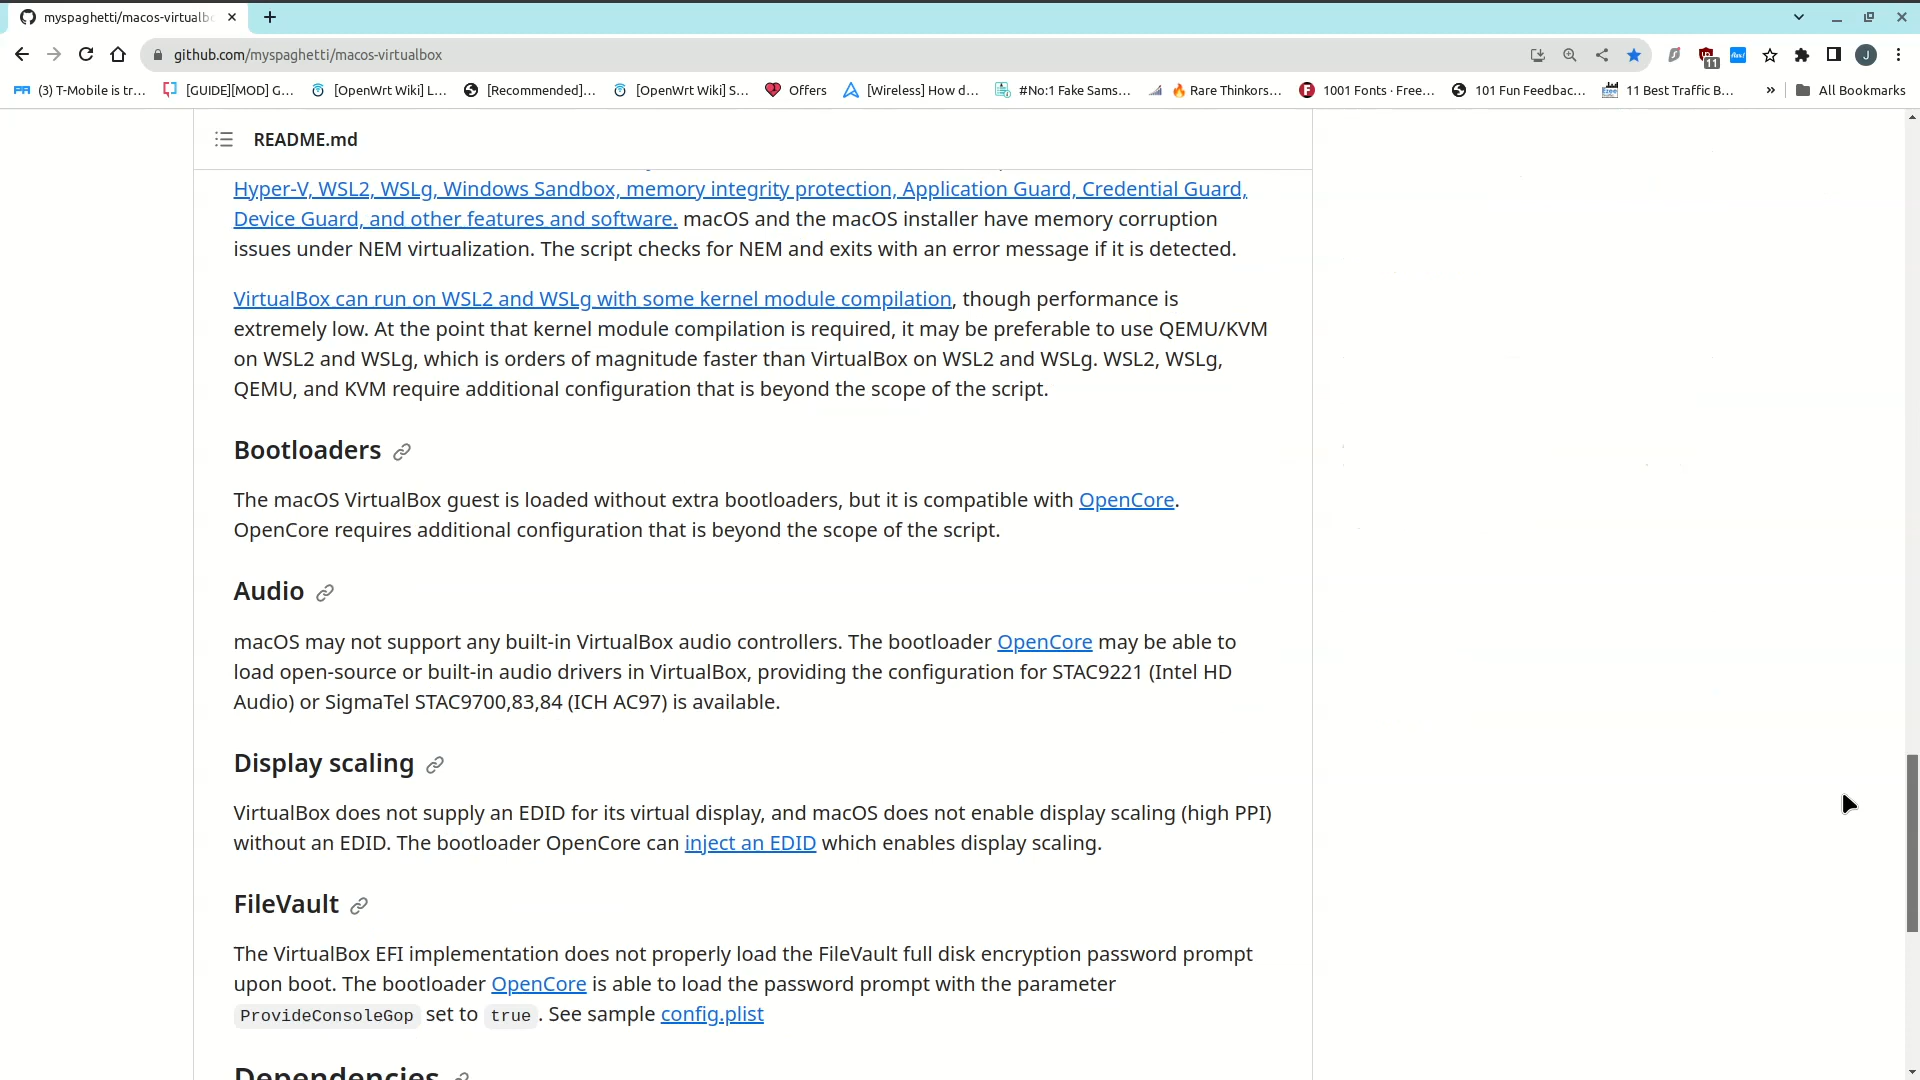 myspaghetti/macos-virtualb
github.com/myspaghetti/macos-virtualbox
11
J
(3) T-Mobile is tr...
[GUIDE][MOD] G...
[OpenWrt Wiki] L...
[Recommended]...
[OpenWrt Wiki] S...
Offers
[Wireless] How d...
#No:1 Fake Sams...
🔥 Rare Thinkors...
1001 Fonts · Free...
101 Fun Feedbac...
11 Best Traffic B...
»
All Bookmarks
README.md
Hyper-V, WSL2, WSLg, Windows Sandbox, memory integrity protection, Application Guard, Credential Guard,
Device Guard, and other features and software. macOS and the macOS installer have memory corruption
issues under NEM virtualization. The script checks for NEM and exits with an error message if it is detected.
VirtualBox can run on WSL2 and WSLg with some kernel module compilation, though performance is
extremely low. At the point that kernel module compilation is required, it may be preferable to use QEMU/KVM
on WSL2 and WSLg, which is orders of magnitude faster than VirtualBox on WSL2 and WSLg. WSL2, WSLg,
QEMU, and KVM require additional configuration that is beyond the scope of the script.
Bootloaders
The macOS VirtualBox guest is loaded without extra bootloaders, but it is compatible with OpenCore.
OpenCore requires additional configuration that is beyond the scope of the script.
Audio
macOS may not support any built-in VirtualBox audio controllers. The bootloader OpenCore may be able to
load open-source or built-in audio drivers in VirtualBox, providing the configuration for STAC9221 (Intel HD
Audio) or SigmaTel STAC9700,83,84 (ICH AC97) is available.
Display scaling
VirtualBox does not supply an EDID for its virtual display, and macOS does not enable display scaling (high PPI)
without an EDID. The bootloader OpenCore can inject an EDID which enables display scaling.
FileVault
The VirtualBox EFI implementation does not properly load the FileVault full disk encryption password prompt
upon boot. The bootloader OpenCore is able to load the password prompt with the parameter
ProvideConsoleGop set to true. See sample config.plist
Dependencies